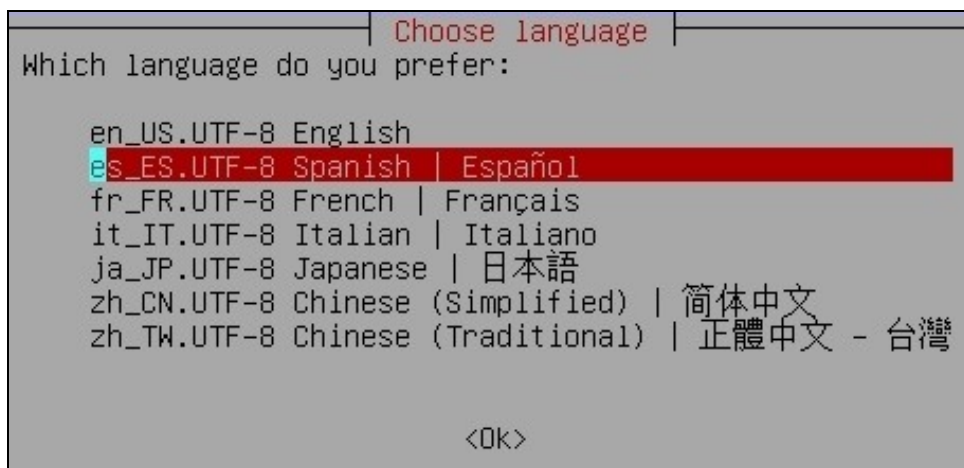 Choose language
Which language do you prefer:
en_US.UTF-8 English
es_ES.UTF-8 Spanish | Español
fr_FR.UTF-8 French | Français
it_IT.UTF-8 Italian | Italiano
ja_JP.UTF-8 Japanese | 日本語
zh_CN.UTF-8 Chinese (Simplified) | 简体中文
zh_TW.UTF-8 Chinese (Traditional) | 正體中文 - 台灣
<Ok>